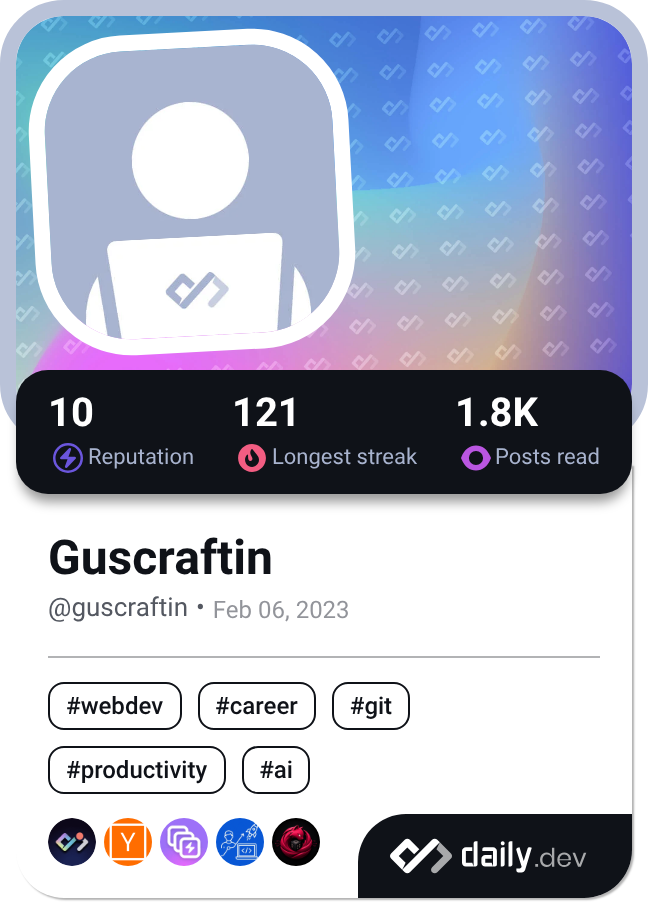 10 121 1.8K
Reputation Longest streak Posts read
Guscraftin
@guscraftin • Feb 06, 2023
#webdev #career #git
#productivity #ai
Y
daily.dev